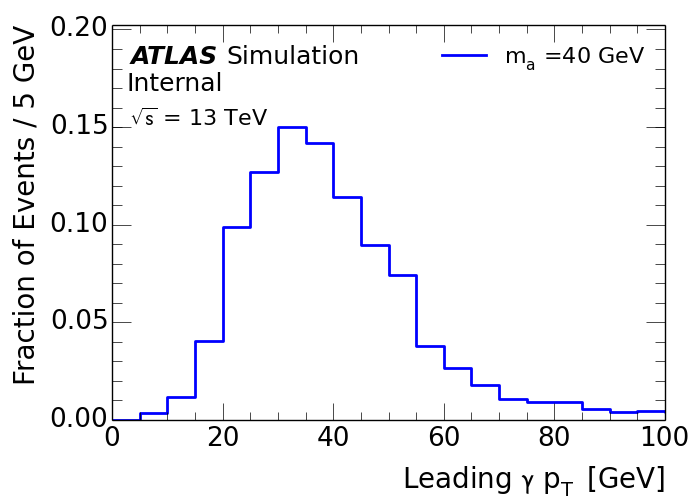 0.20
0.15
0.10
0.05
0.00
Fraction of Events / 5 GeV
ATLAS Simulation
Internal
√s = 13 TeV
mₐ =40 GeV
0 20 40 60 80 100
Leading γ p_T [GeV]